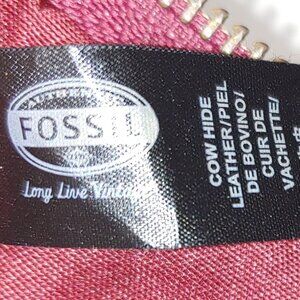 AUTHENTIC
FOSSIL
Long Live Vintage
COW HIDE
LEATHER/PIEL
DE BOVINO/
CUIR DE
VACHETTE/